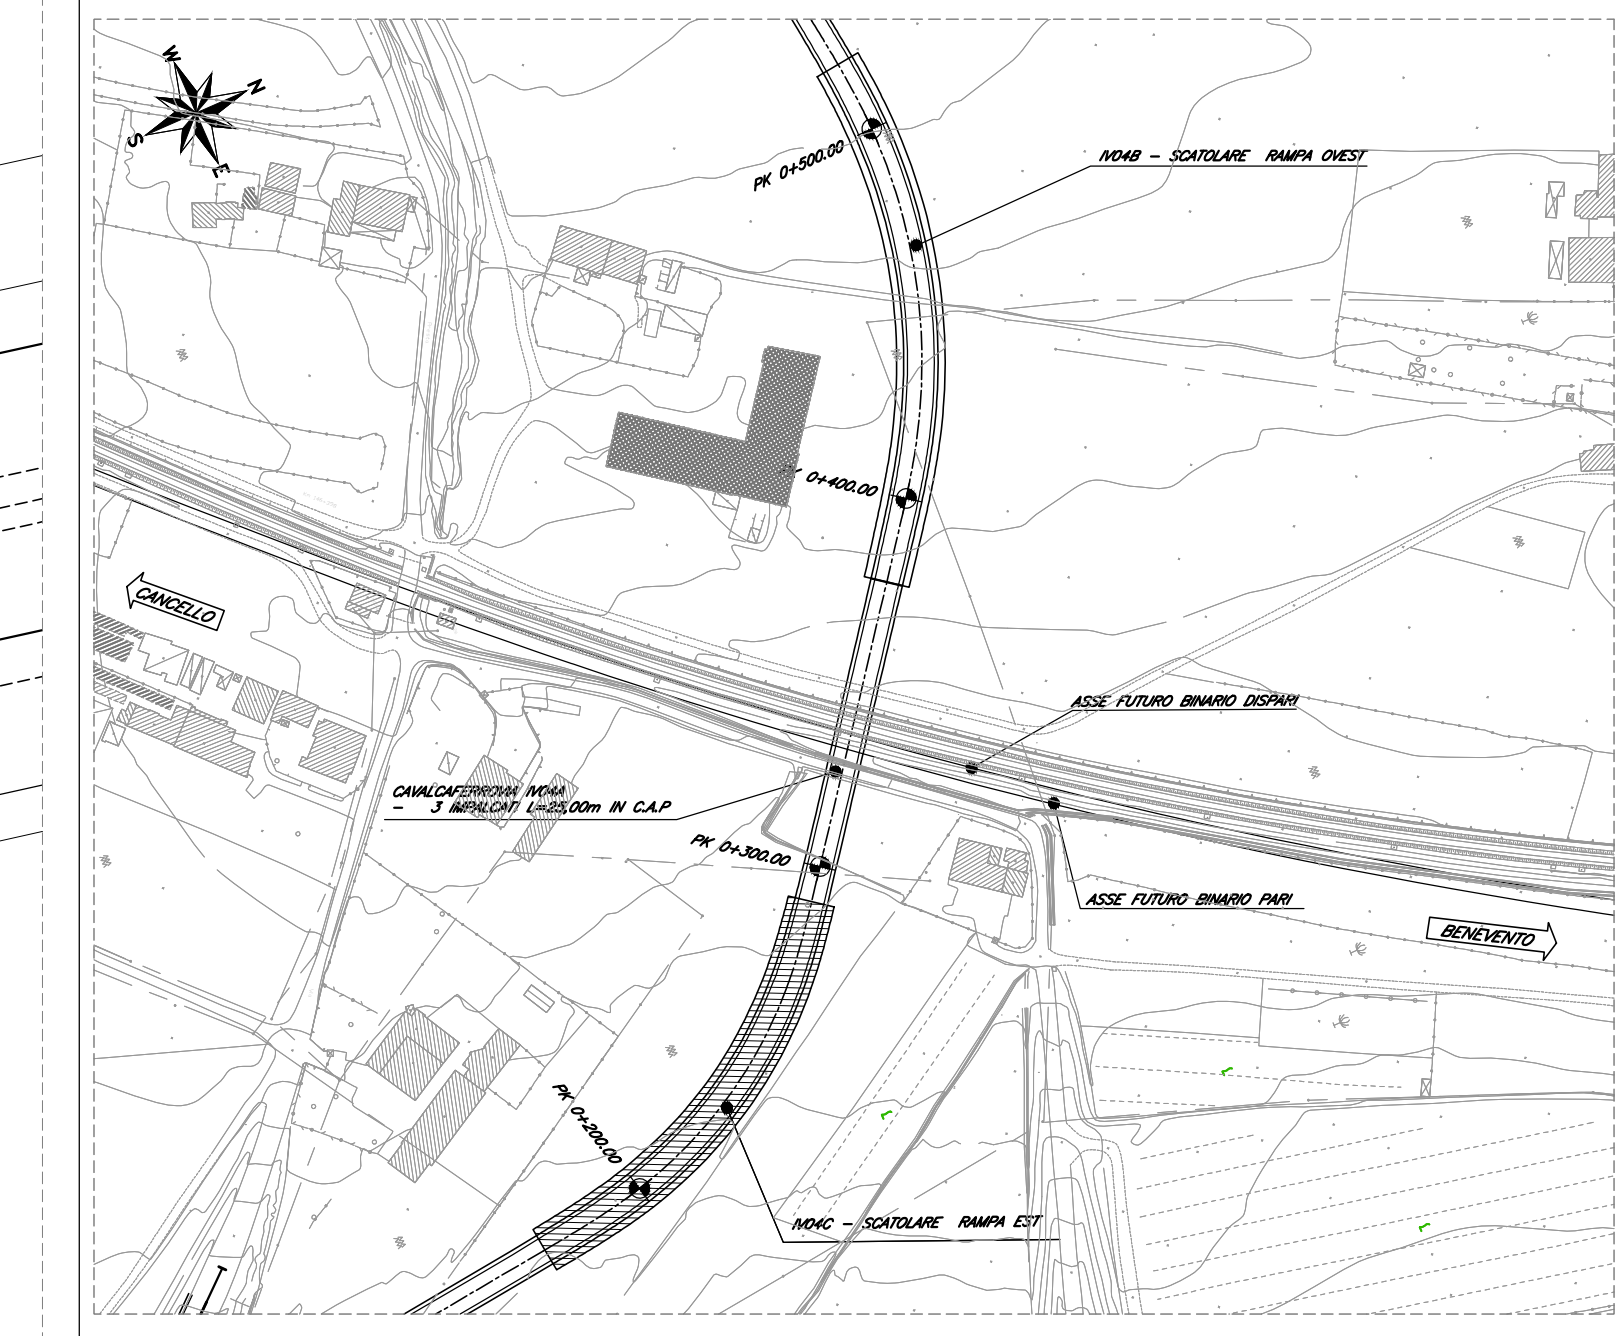 W
N
S
E
PK 0+500.00
IV04B - SCATOLARE RAMPA OVEST
0+400.00
CANCELLO
ASSE FUTURO BINARIO DISPARI
CAVALCAFERROVIA IV04A
- 3 IMPALCATI L=25,00m IN C.A.P
PK 0+300.00
ASSE FUTURO BINARIO PARI
BENEVENTO
PK 0+200.00
IV04C - SCATOLARE RAMPA EST